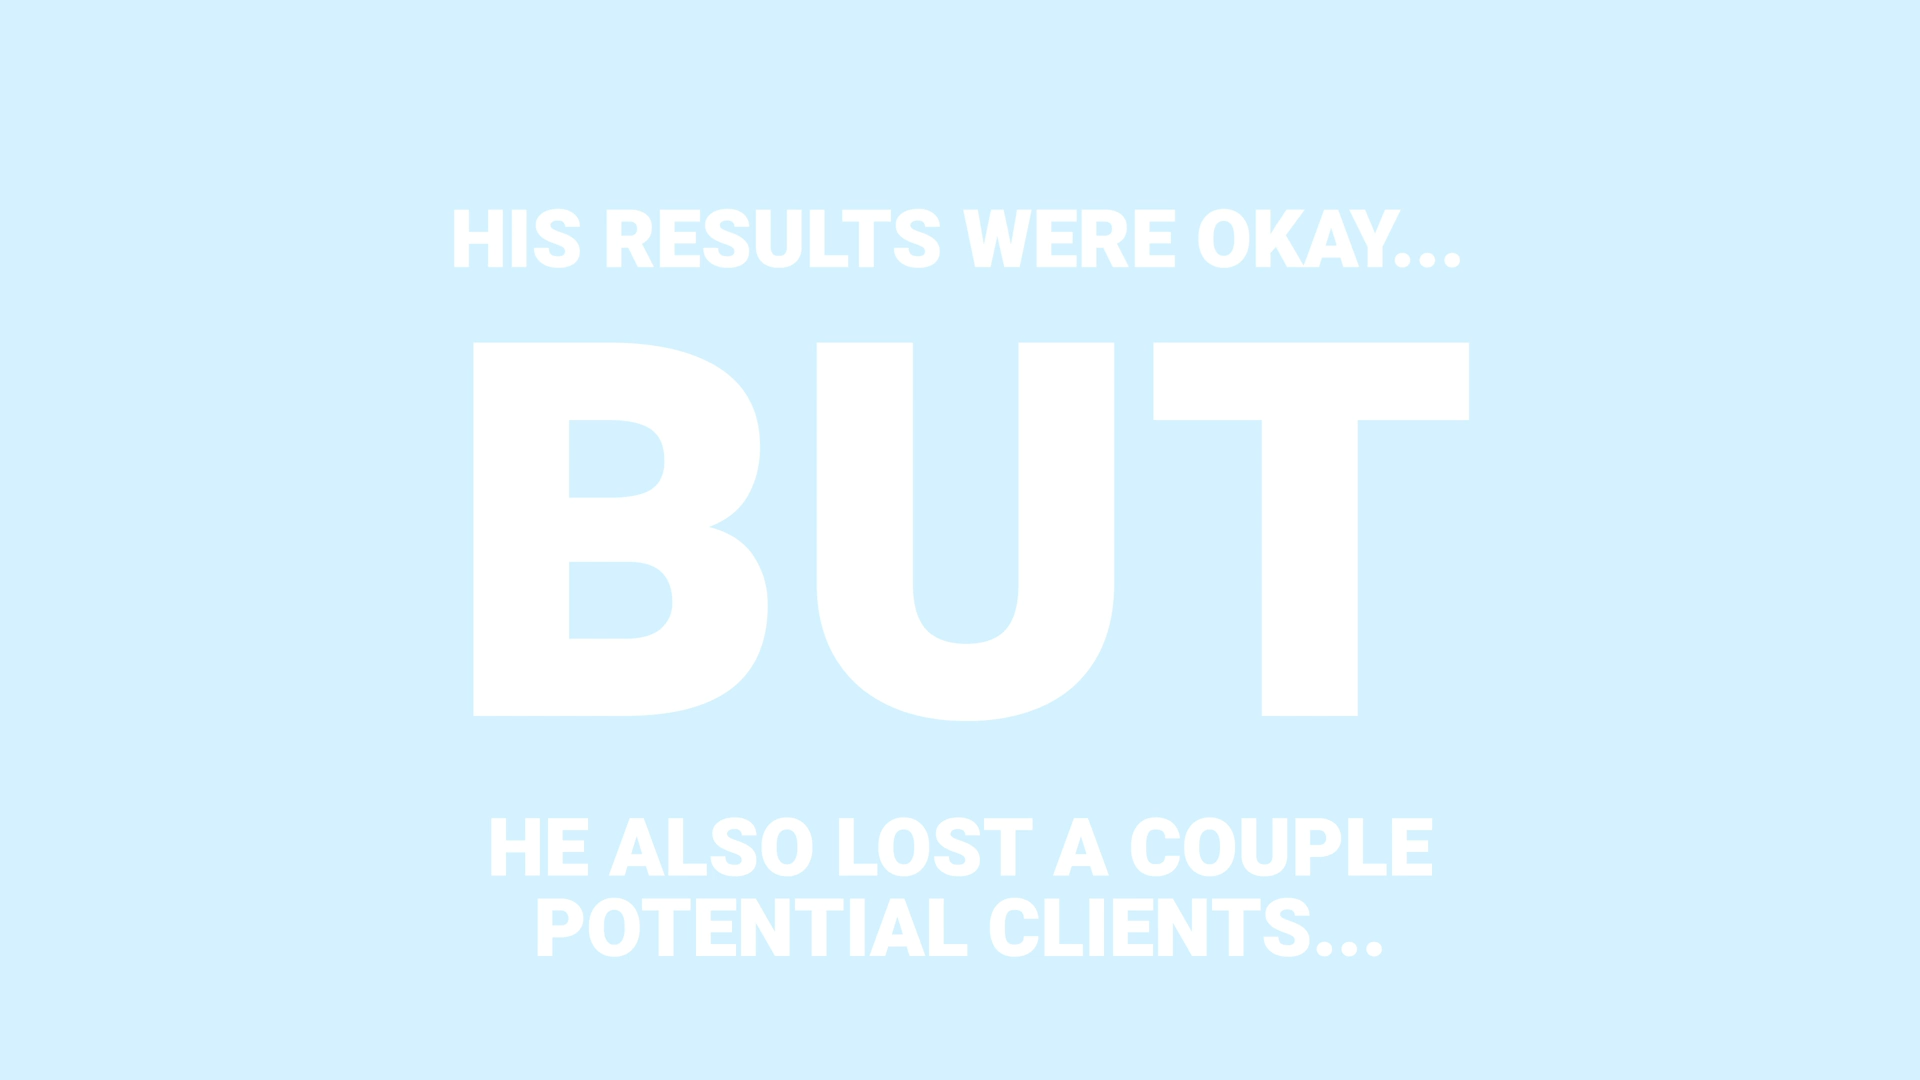 HIS RESULTS WERE OKAY...
BUT
HE ALSO LOST A COUPLE
POTENTIAL CLIENTS...